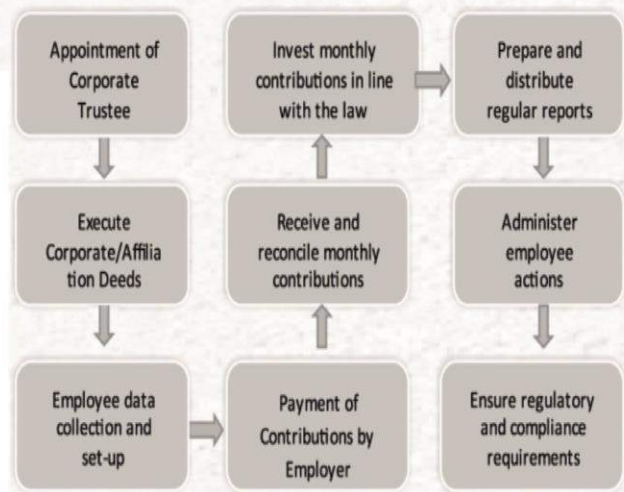 Appointment of
Corporate
Trustee
Execute
Corporate/Affilia
tion Deeds
Employee data
collection and
set-up
Payment of
Contributions by
Employer
Receive and
reconcile monthly
contributions
Invest monthly
contributions in line
with the law
Prepare and
distribute
regular reports
Administer
employee
actions
Ensure regulatory
and compliance
requirements